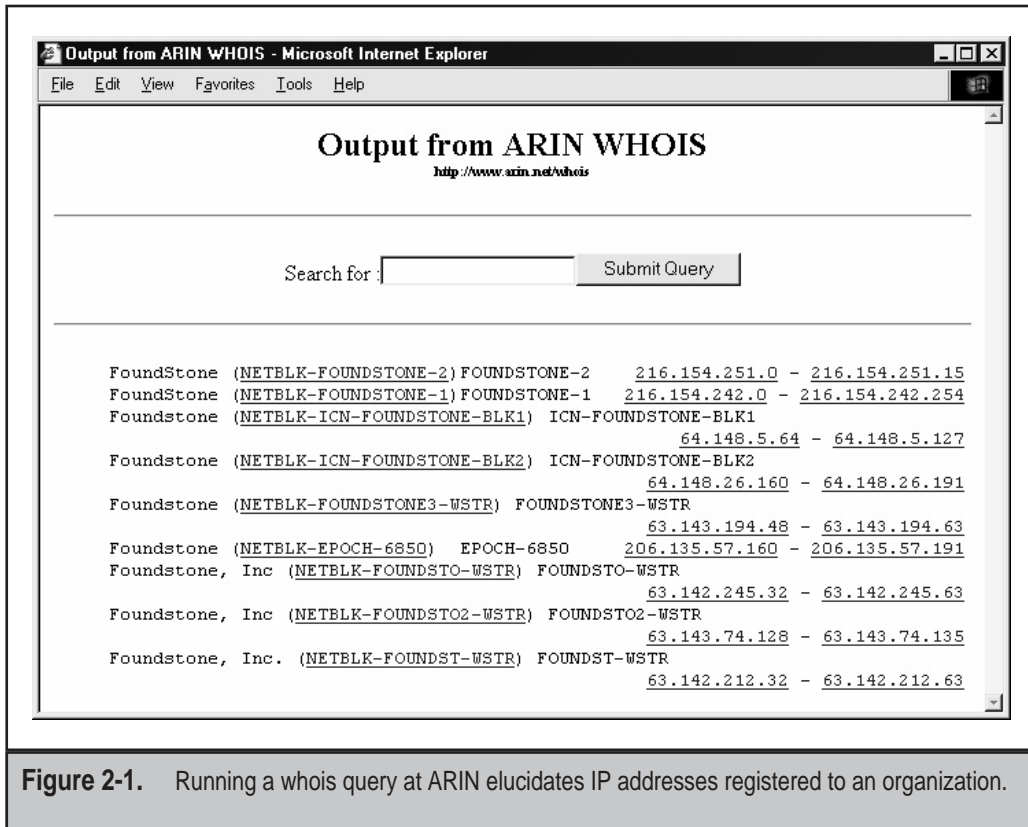 Output from ARIN WHOIS - Microsoft Internet Explorer
File Edit View Favorites Tools Help
Output from ARIN WHOIS
http://www.arin.net/whois
Search for : Submit Query
FoundStone (NETBLK-FOUNDSTONE-2) FOUNDSTONE-2 216.154.251.0 - 216.154.251.15
FoundStone (NETBLK-FOUNDSTONE-1) FOUNDSTONE-1 216.154.242.0 - 216.154.242.254
Foundstone (NETBLK-ICN-FOUNDSTONE-BLK1) ICN-FOUNDSTONE-BLK1
64.148.5.64 - 64.148.5.127
Foundstone (NETBLK-ICN-FOUNDSTONE-BLK2) ICN-FOUNDSTONE-BLK2
64.148.26.160 - 64.148.26.191
Foundstone (NETBLK-FOUNDSTONE3-WSTR) FOUNDSTONE3-WSTR
63.143.194.48 - 63.143.194.63
Foundstone (NETBLK-EPOCH-6850) EPOCH-6850 206.135.57.160 - 206.135.57.191
Foundstone, Inc (NETBLK-FOUNDSTO-WSTR) FOUNDSTO-WSTR
63.142.245.32 - 63.142.245.63
Foundstone, Inc (NETBLK-FOUNDSTO2-WSTR) FOUNDSTO2-WSTR
63.143.74.128 - 63.143.74.135
Foundstone, Inc. (NETBLK-FOUNDST-WSTR) FOUNDST-WSTR
63.142.212.32 - 63.142.212.63
Figure 2-1. Running a whois query at ARIN elucidates IP addresses registered to an organization.